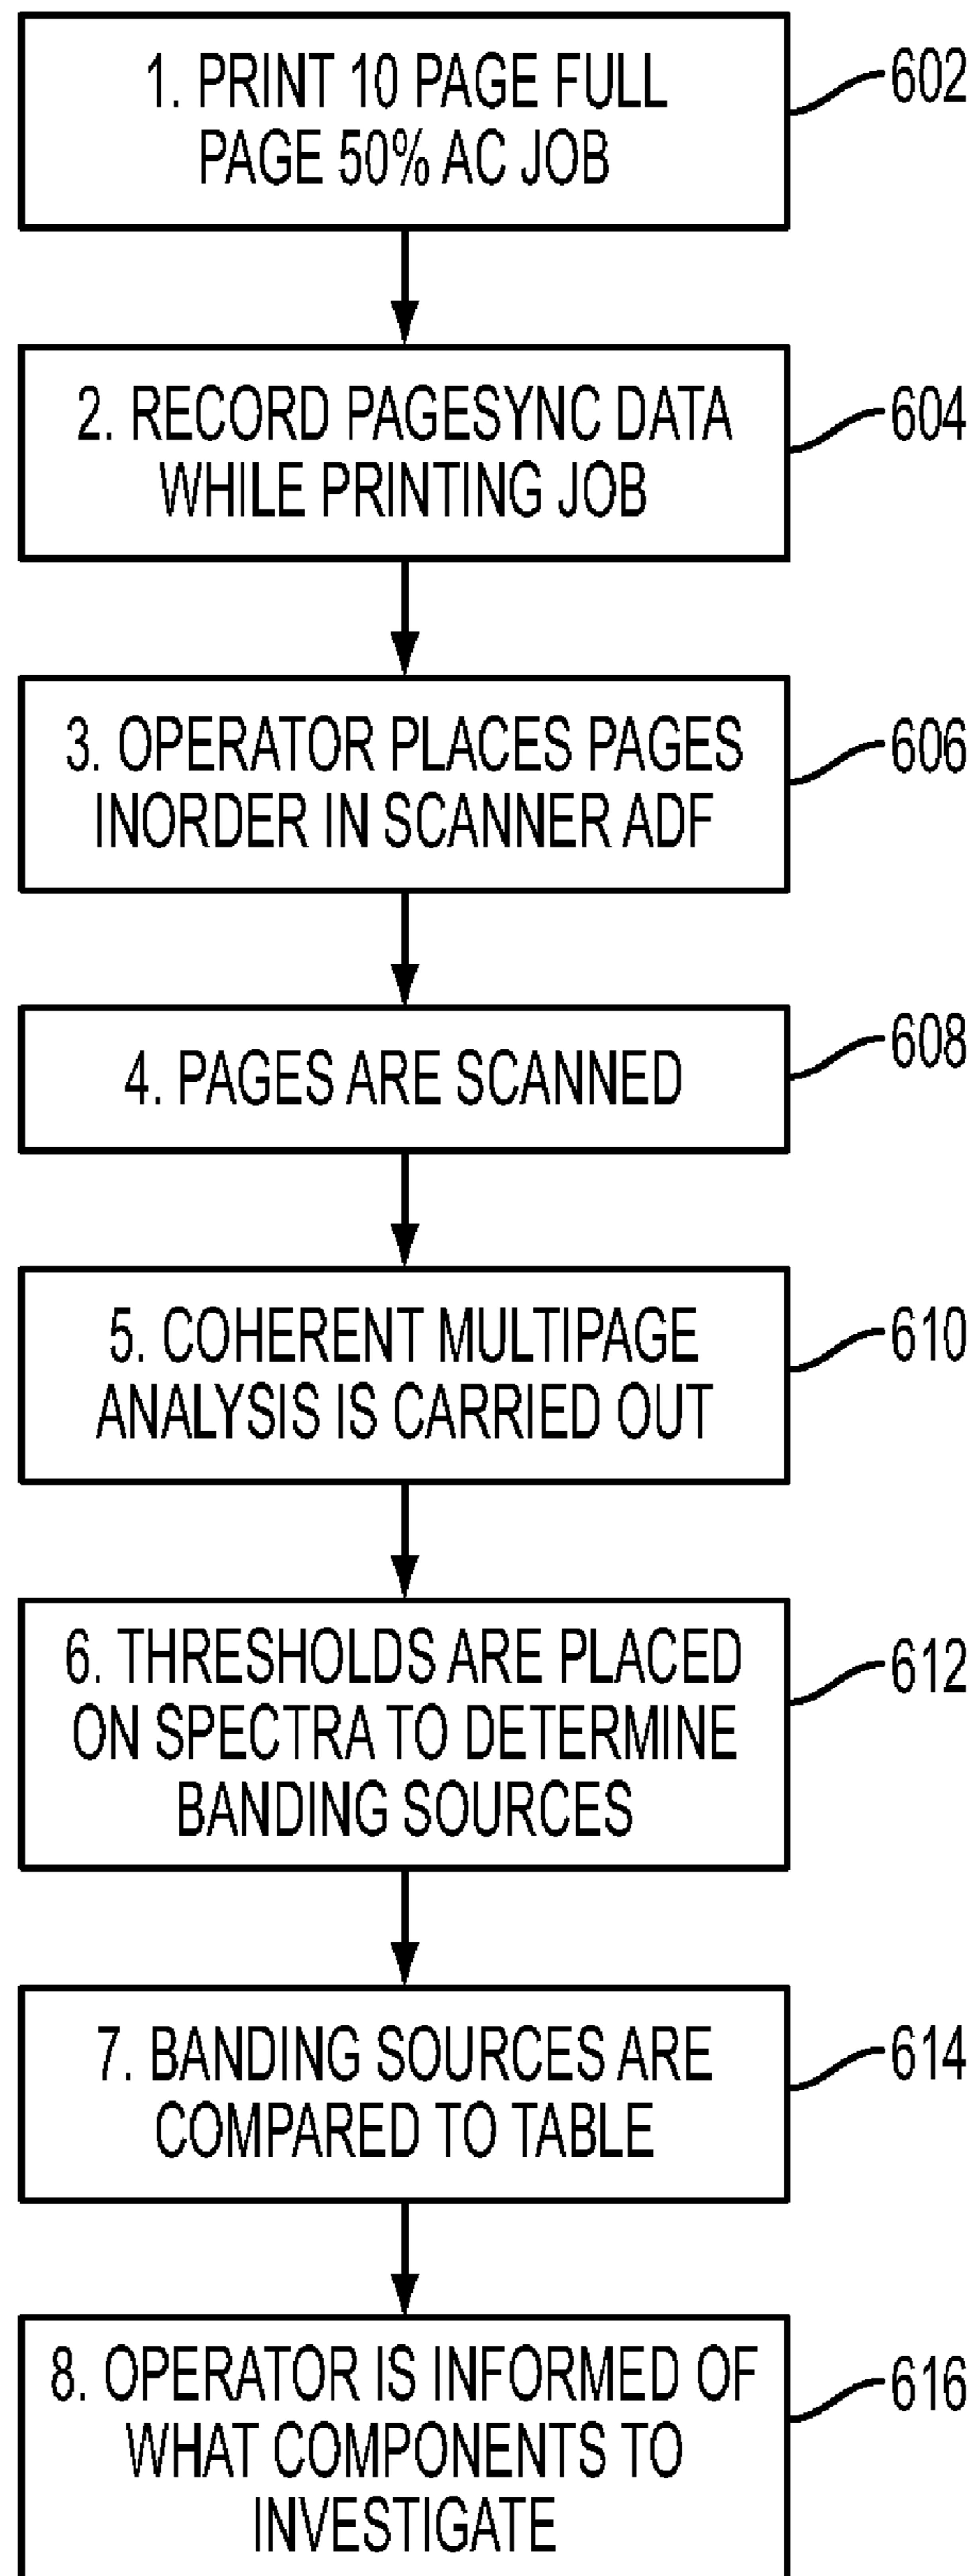 1. PRINT 10 PAGE FULL
PAGE 50% AC JOB
602
2. RECORD PAGESYNC DATA
WHILE PRINTING JOB
604
3. OPERATOR PLACES PAGES
INORDER IN SCANNER ADF
606
4. PAGES ARE SCANNED
608
5. COHERENT MULTIPAGE
ANALYSIS IS CARRIED OUT
610
6. THRESHOLDS ARE PLACED
ON SPECTRA TO DETERMINE
BANDING SOURCES
612
7. BANDING SOURCES ARE
COMPARED TO TABLE
614
8. OPERATOR IS INFORMED OF
WHAT COMPONENTS TO
INVESTIGATE
616